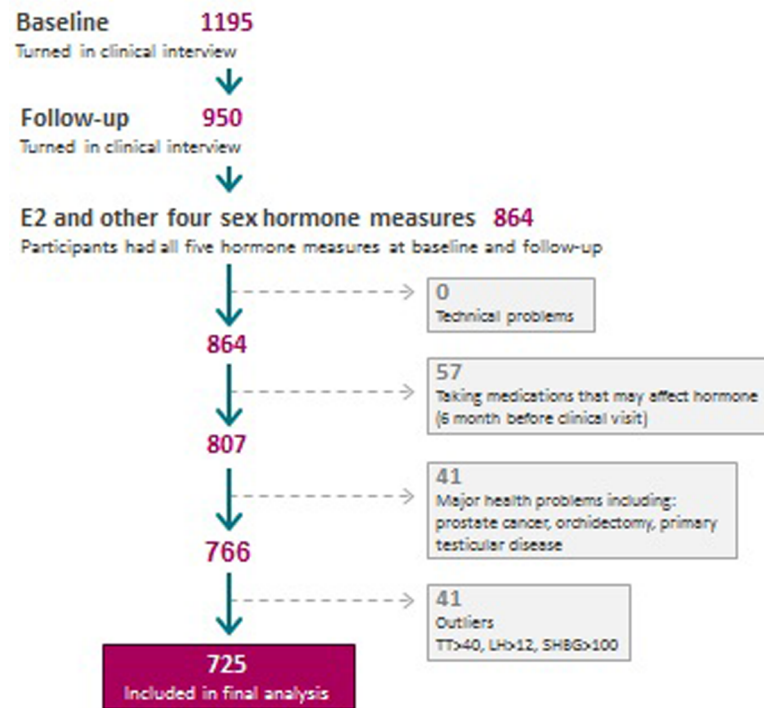 Baseline 1195
Turned in clinical interview
Follow-up 950
Turned in clinical interview
E2 and other four sex hormone measures 864
Participants had all five hormone measures at baseline and follow-up
0
Technical problems
864
57
Taking medications that may affect hormone
(6 month before clinical visit)
807
41
Major health problems including:
prostate cancer, orchidectomy, primary
testicular disease
766
41
Outliers
TT>40, LH>12, SHBG>100
725
Included in final analysis